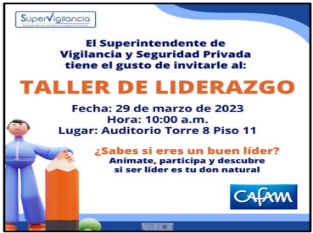 SuperVigilancia
El Superintendente de
Vigilancia y Seguridad Privada
tiene el gusto de invitarle al:
TALLER DE LIDERAZGO
Fecha: 29 de marzo de 2023
Hora: 10:00 a.m.
Lugar: Auditorio Torre 8 Piso 11
¿Sabes si eres un buen líder?
Anímate, participa y descubre
si ser líder es tu don natural
CAFAM